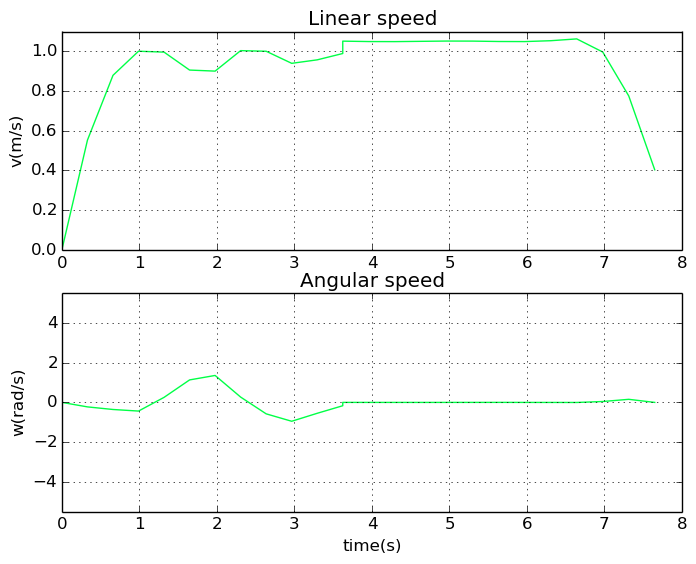 Linear speed
v(m/s)
1.0
0.8
0.6
0.4
0.2
0.0
0 1 2 3 4 5 6 7 8
Angular speed
w(rad/s)
4
2
0
−2
−4
0 1 2 3 4 5 6 7 8
time(s)